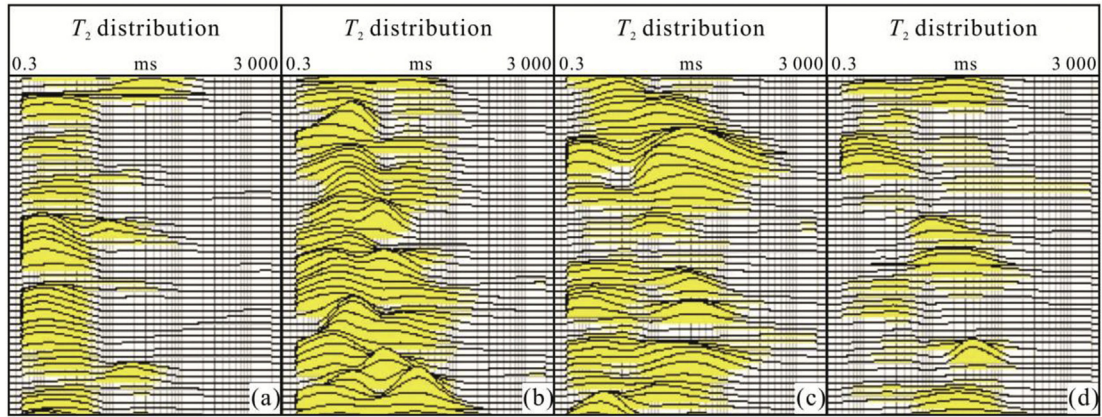 T2 distribution T2 distribution T2 distribution T2 distribution
0.3 ms 3 000 0.3 ms 3 000 0.3 ms 3 000 0.3 ms 3 000
(a) (b) (c) (d)